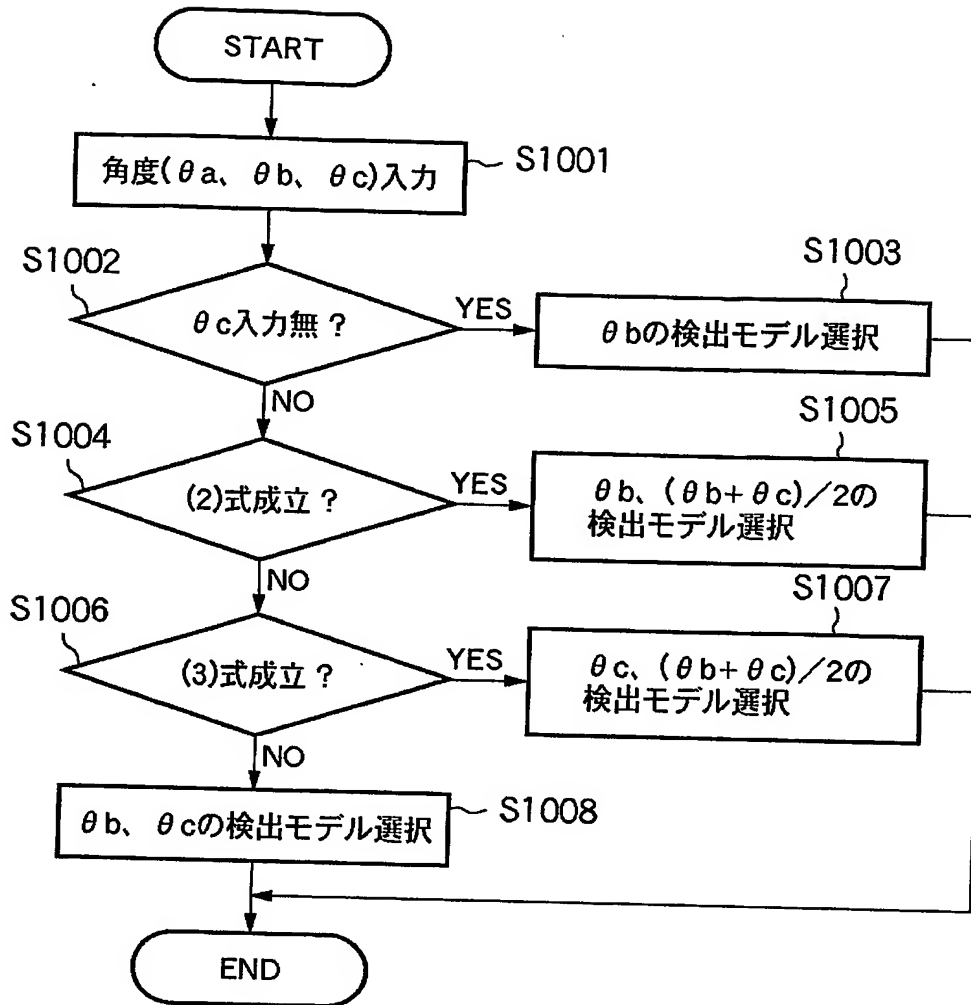 START
角度(θa、θb、θc)入力
S1001
S1002
θc入力無?
YES
S1003
θbの検出モデル選択
NO
S1004
(2)式成立?
YES
S1005
θb、(θb+θc)/2の
検出モデル選択
NO
S1006
(3)式成立?
YES
S1007
θc、(θb+θc)/2の
検出モデル選択
NO
θb、θcの検出モデル選択
S1008
END